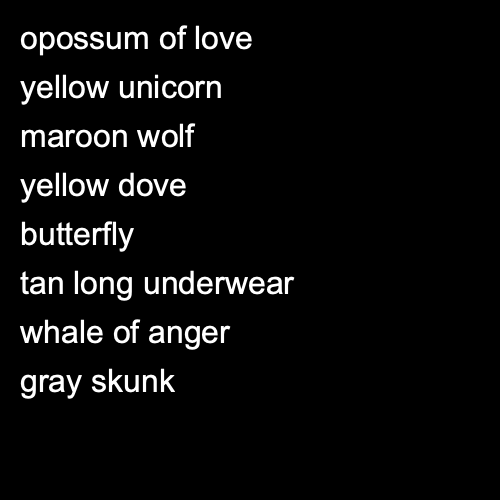 opossum of love
yellow unicorn
maroon wolf
yellow dove
butterfly
tan long underwear
whale of anger
gray skunk